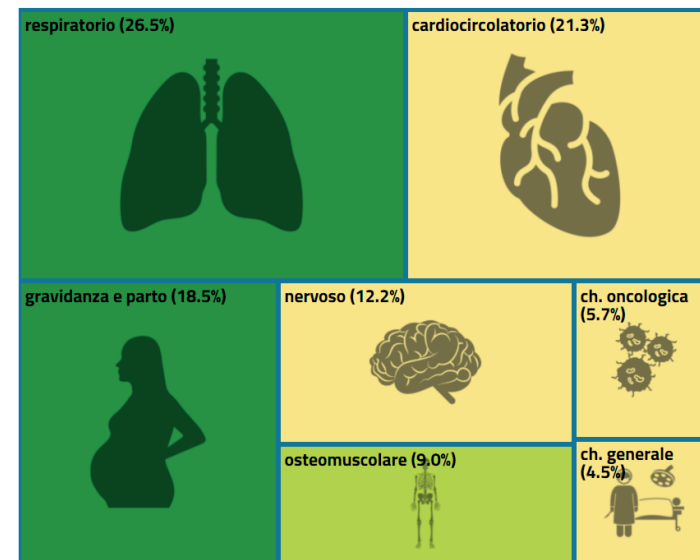 respiratorio (26.5%)
cardiocircolatorio (21.3%)
gravidanza e parto (18.5%)
nervoso (12.2%)
ch. oncologica
(5.7%)
osteomuscolare (9.0%)
ch. generale
(4.5%)